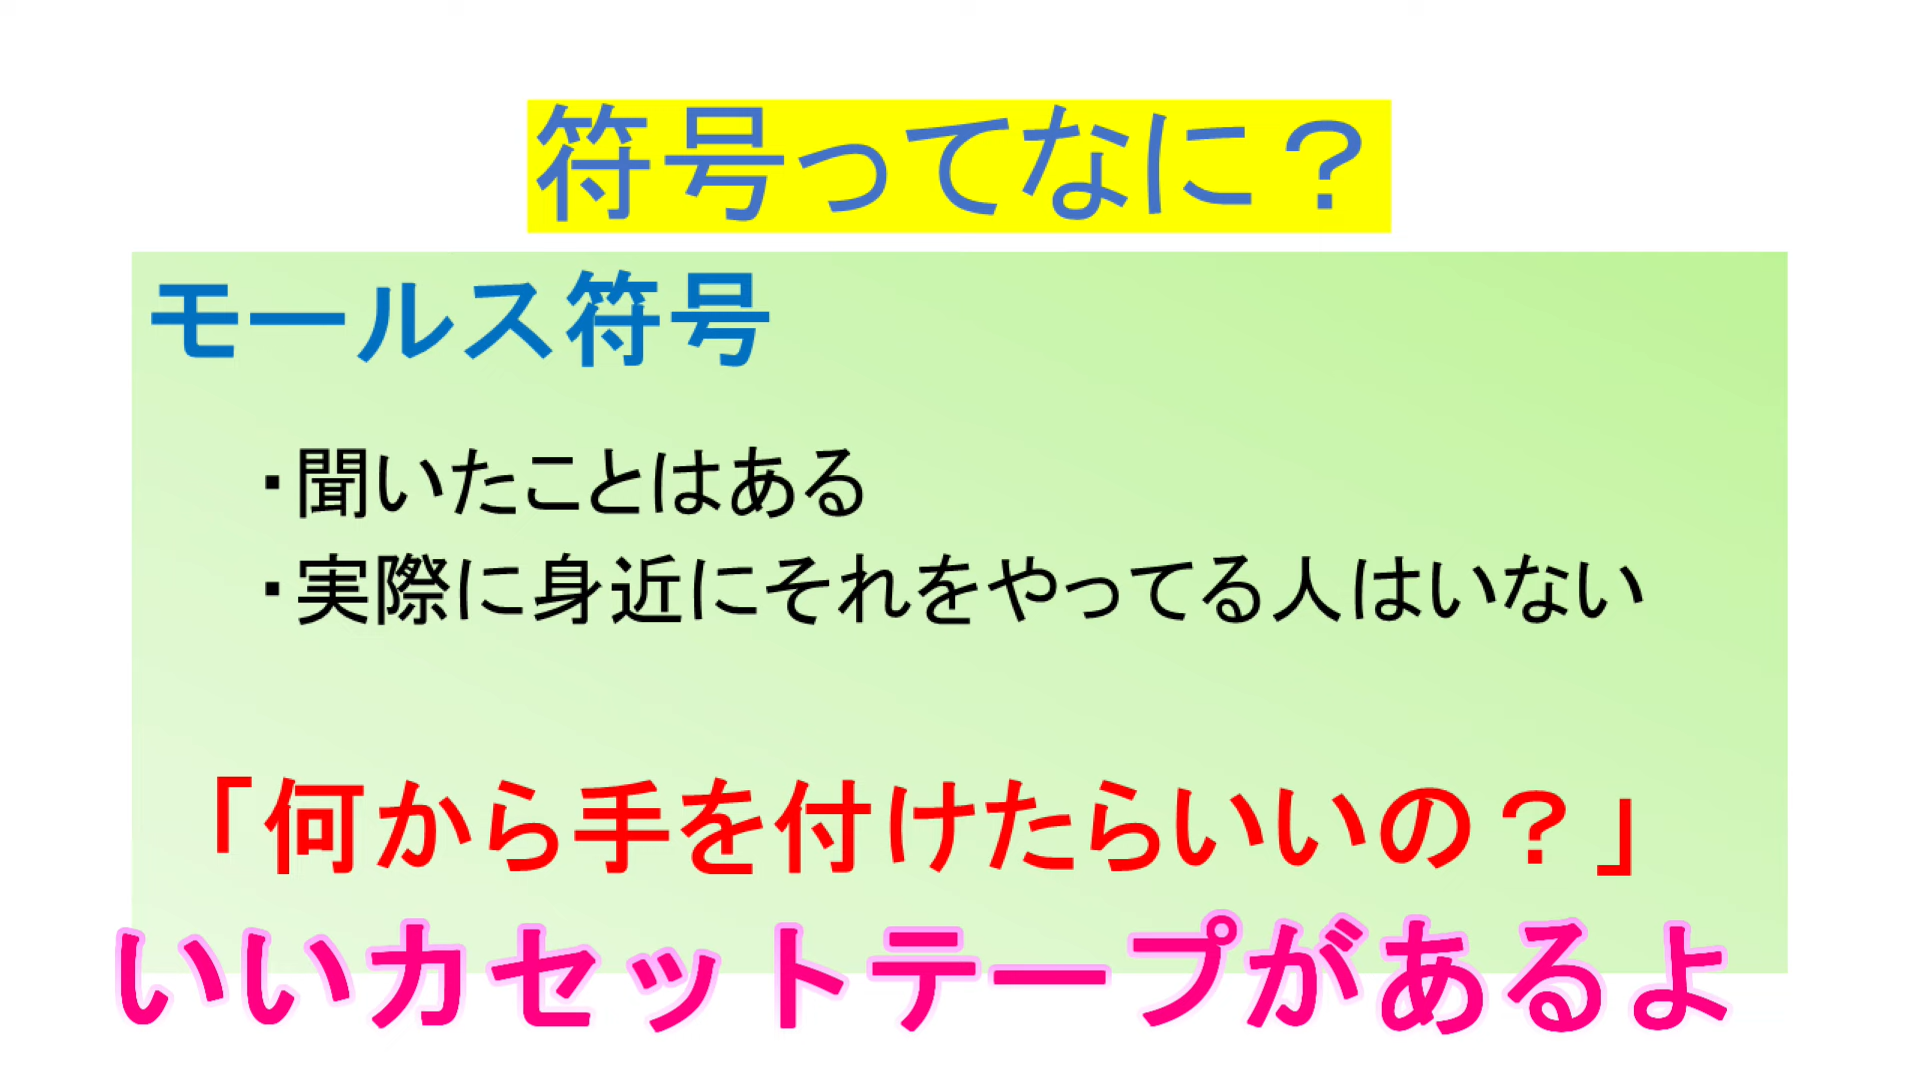 符号ってなに？
モールス符号
・聞いたことはある
・実際に身近にそれをやってる人はいない
「何から手を付けたらいいの？」
いいカセットテープがあるよ